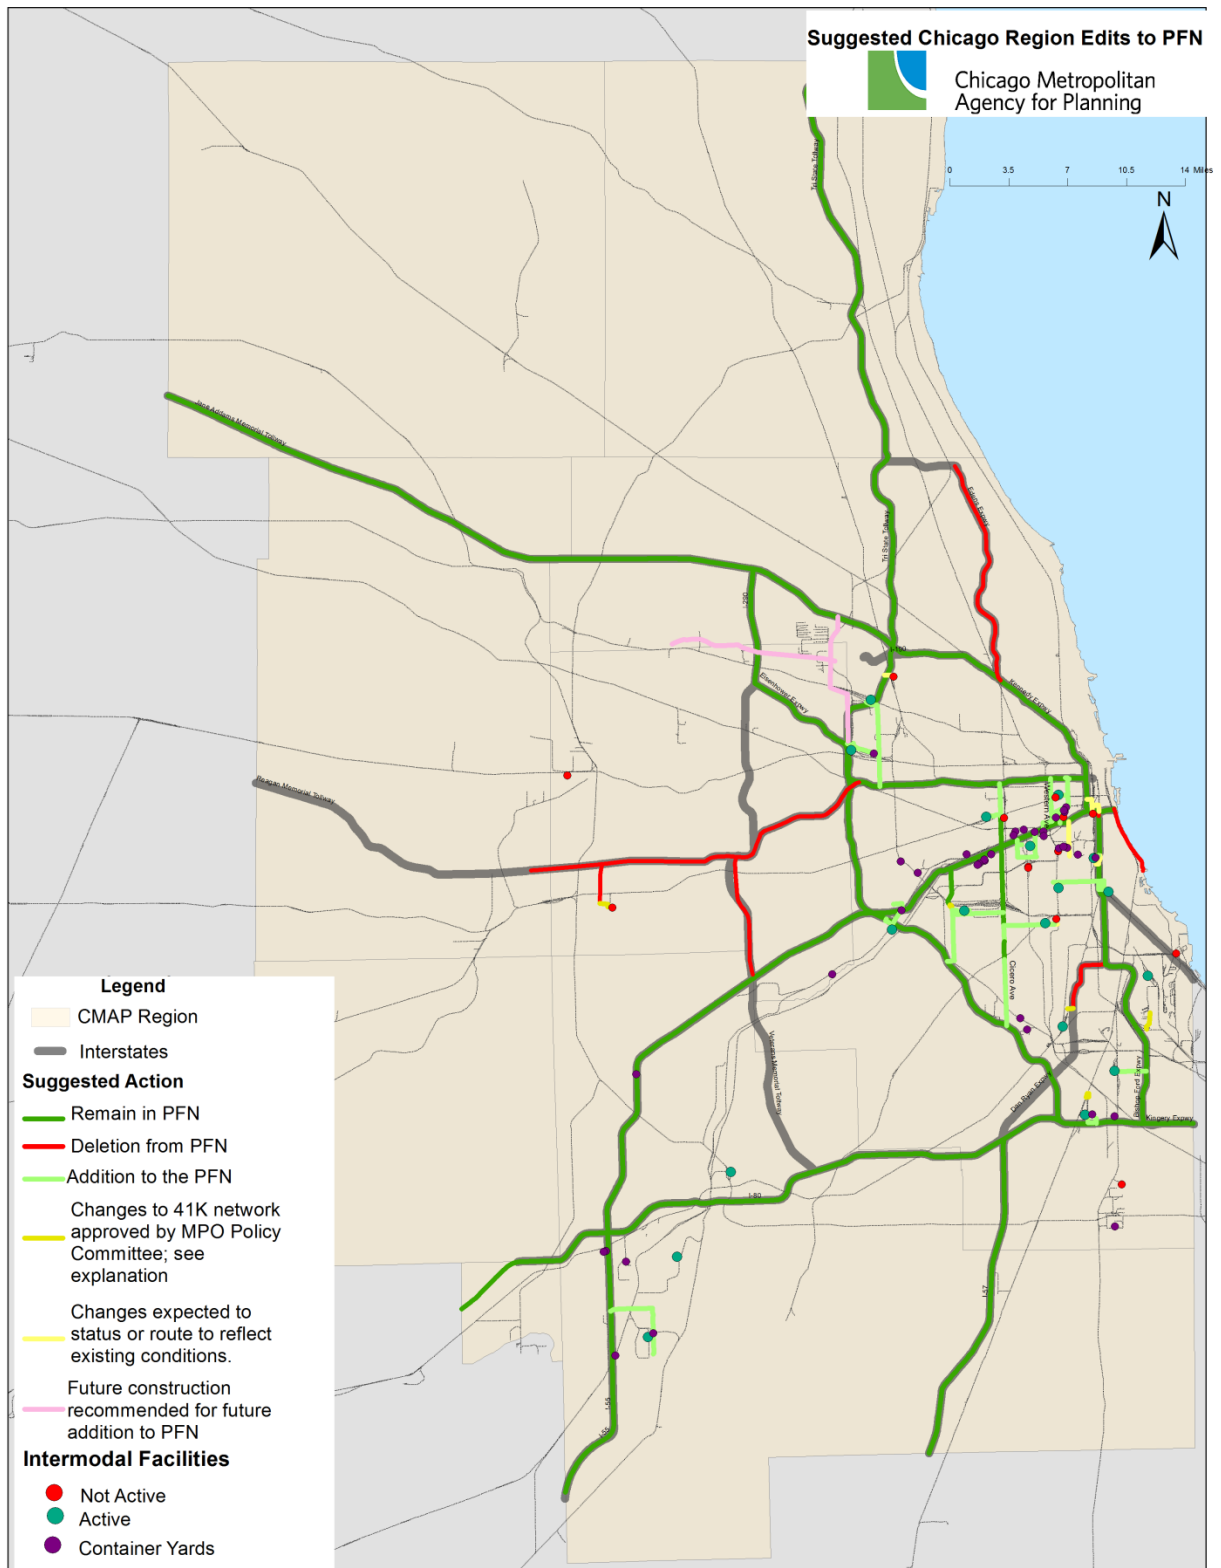 Suggested Chicago Region Edits to PFN
Chicago Metropolitan
Agency for Planning
0 3.5 7 10.5 14 Miles
N
Tri State Tollway
Jane Addams Memorial Tollway
Edens Expwy
Tri State Tollway
I-290
I-190
Eisenhower Expwy
Kennedy Expwy
Reagan Memorial Tollway
Western Ave
Cicero Ave
Veterans Memorial Tollway
Dan Ryan Expwy
Bishop Ford Expwy
Kingery Expwy
I-80
I-57
I-55
I-55
Legend
CMAP Region
Interstates
Suggested Action
Remain in PFN
Deletion from PFN
Addition to the PFN
Changes to 41K network
approved by MPO Policy
Committee; see
explanation
Changes expected to
status or route to reflect
existing conditions.
Future construction
recommended for future
addition to PFN
Intermodal Facilities
Not Active
Active
Container Yards